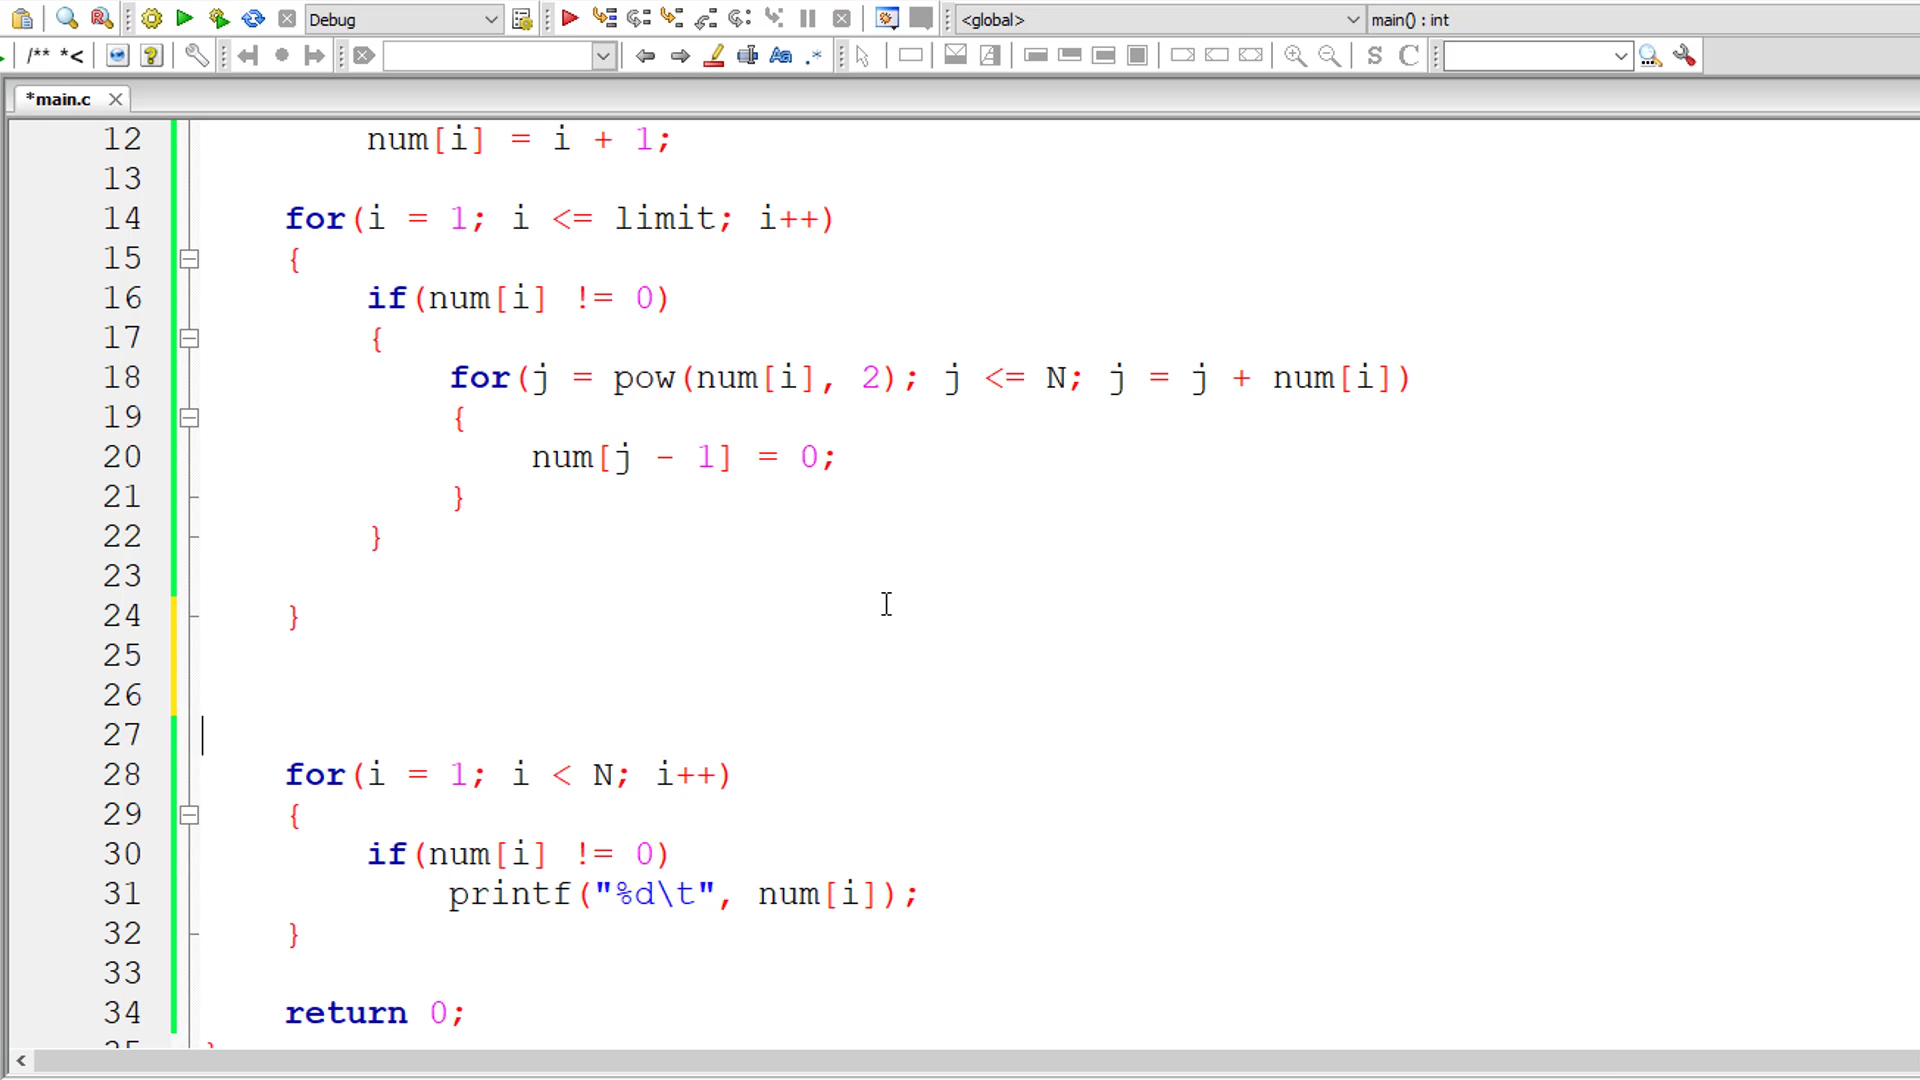 Debug <global> main() : int
/** *< Aa .* S C
*main.c
12 num[i] = i + 1;
13
14 for(i = 1; i <= limit; i++)
15 {
16 if(num[i] != 0)
17 {
18 for(j = pow(num[i], 2); j <= N; j = j + num[i])
19 {
20 num[j - 1] = 0;
21 }
22 }
23
24 }
25
26
27
28 for(i = 1; i < N; i++)
29 {
30 if(num[i] != 0)
31 printf("%d\t", num[i]);
32 }
33
34 return 0;